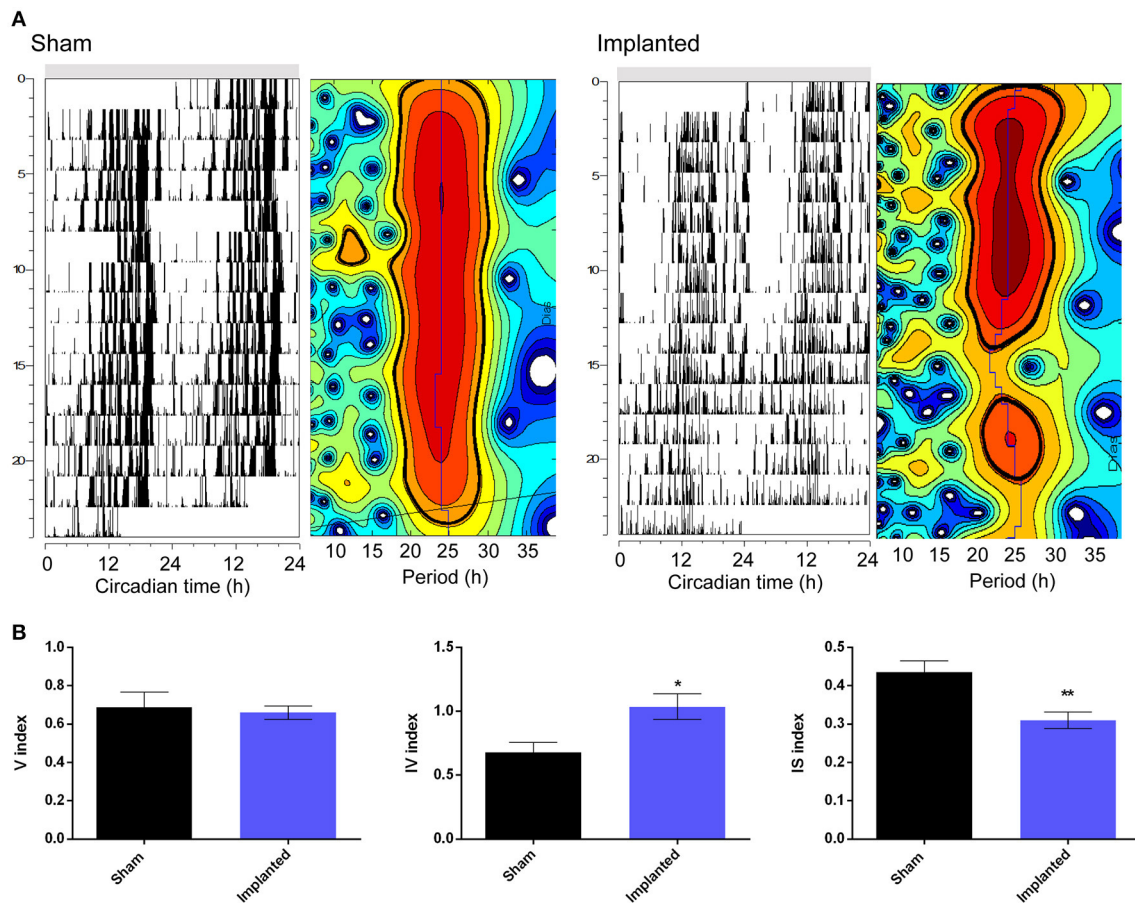 A
Sham
Implanted
0
5
10
15
20
0 12 24 12 24
Circadian time (h)
10 15 20 25 30 35
Period (h)
Dias
0
5
10
15
20
0 12 24 12 24
Circadian time (h)
10 15 20 25 30 35
Period (h)
Dias
B
V index
1.0
0.8
0.6
0.4
0.2
0.0
Sham
Implanted
IV index
1.5
1.0
0.5
0.0
*
Sham
Implanted
IS index
0.5
0.4
0.3
0.2
0.1
0.0
**
Sham
Implanted